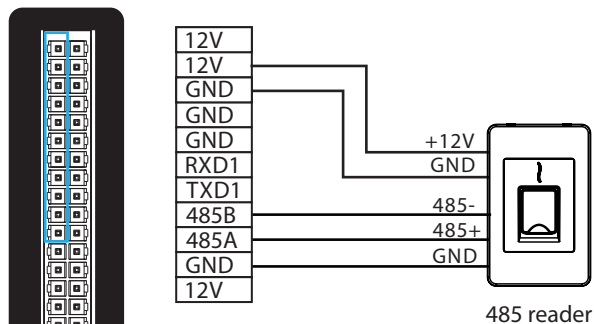 12V
12V
GND
GND
GND
RXD1
TXD1
485B
485A
GND
12V
+12V
GND
485-
485+
GND
485 reader